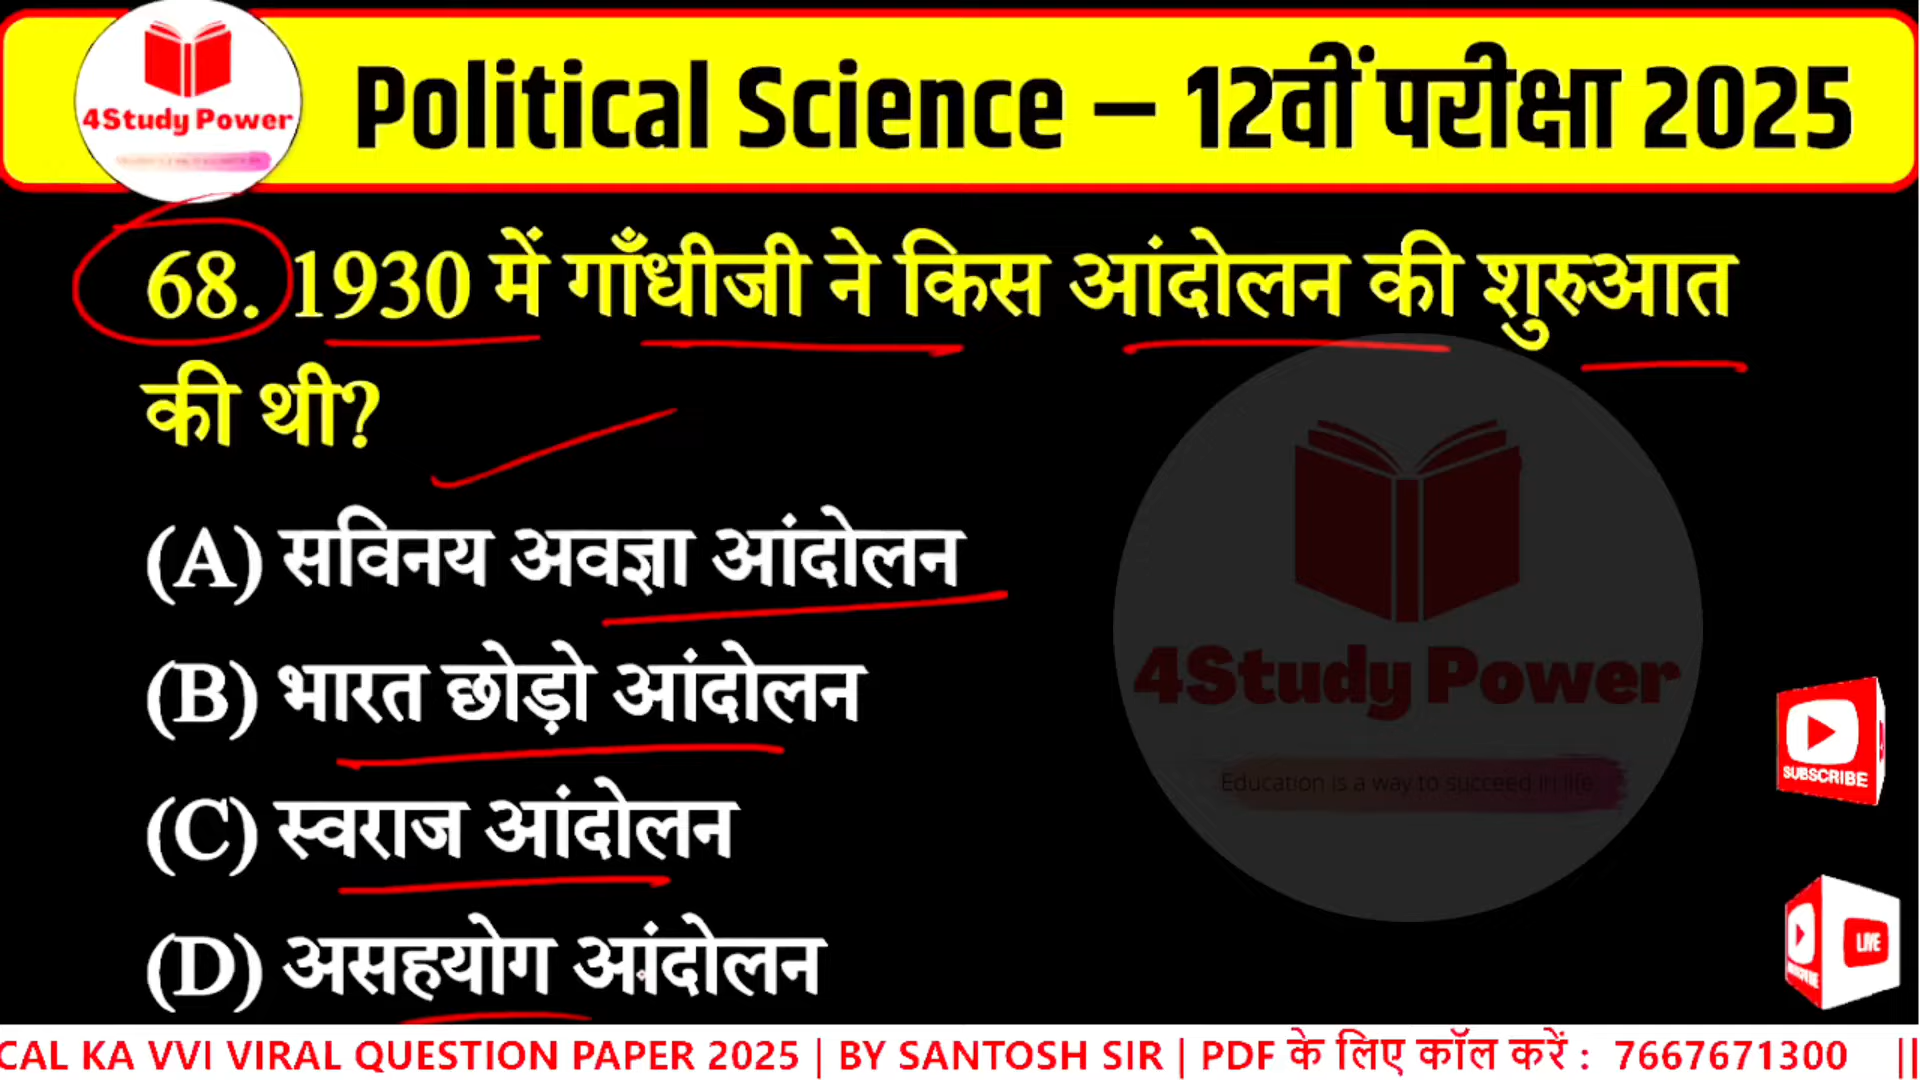 4Study Power
Political Science – 12वीं परीक्षा 2025
68. 1930 में गाँधीजी ने किस आंदोलन की शुरुआत
की थी?
(A) सविनय अवज्ञा आंदोलन
(B) भारत छोड़ो आंदोलन
(C) स्वराज आंदोलन
(D) असहयोग आंदोलन
4Study Power
Education is a way to succeed in life
SUBSCRIBE
LIVE
CAL KA VVI VIRAL QUESTION PAPER 2025 | BY SANTOSH SIR | PDF के लिए कॉल करें : 7667671300 ||